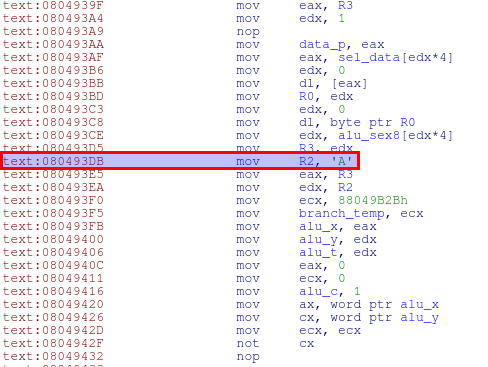 text:0804939F mov eax, R3
text:080493A4 mov edx, 1
text:080493A9 nop
text:080493AA mov data_p, eax
text:080493AF mov eax, sel_data[edx*4]
text:080493B6 mov edx, 0
text:080493BB mov dl, [eax]
text:080493BD mov R0, edx
text:080493C3 mov edx, 0
text:080493C8 mov dl, byte ptr R0
text:080493CE mov edx, alu_sex8[edx*4]
text:080493D5 mov R3, edx
text:080493DB mov R2, 'A'
text:080493E5 mov eax, R3
text:080493EA mov edx, R2
text:080493F0 mov ecx, 88049B2Bh
text:080493F5 mov branch_temp, ecx
text:080493FB mov alu_x, eax
text:08049400 mov alu_y, edx
text:08049406 mov alu_t, edx
text:0804940C mov eax, 0
text:08049411 mov ecx, 0
text:08049416 mov alu_c, 1
text:08049420 mov ax, word ptr alu_x
text:08049426 mov cx, word ptr alu_y
text:0804942D mov ecx, ecx
text:0804942F not cx
text:08049432 nop